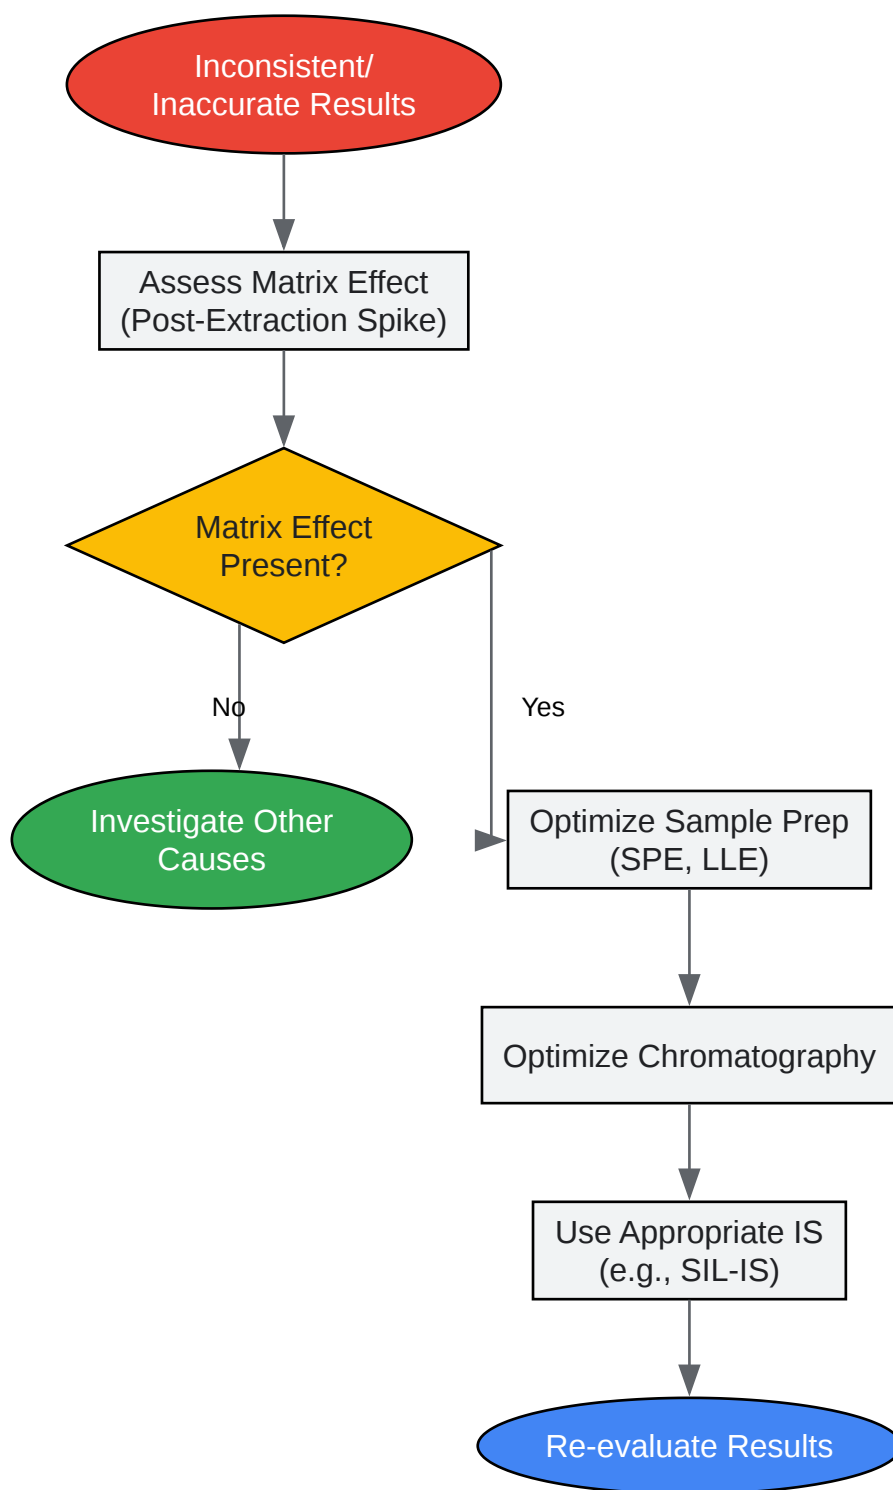 Inconsistent/
Inaccurate Results
Assess Matrix Effect
(Post-Extraction Spike)
Matrix Effect
Present?
No
Yes
Investigate Other
Causes
Optimize Sample Prep
(SPE, LLE)
Optimize Chromatography
Use Appropriate IS
(e.g., SIL-IS)
Re-evaluate Results